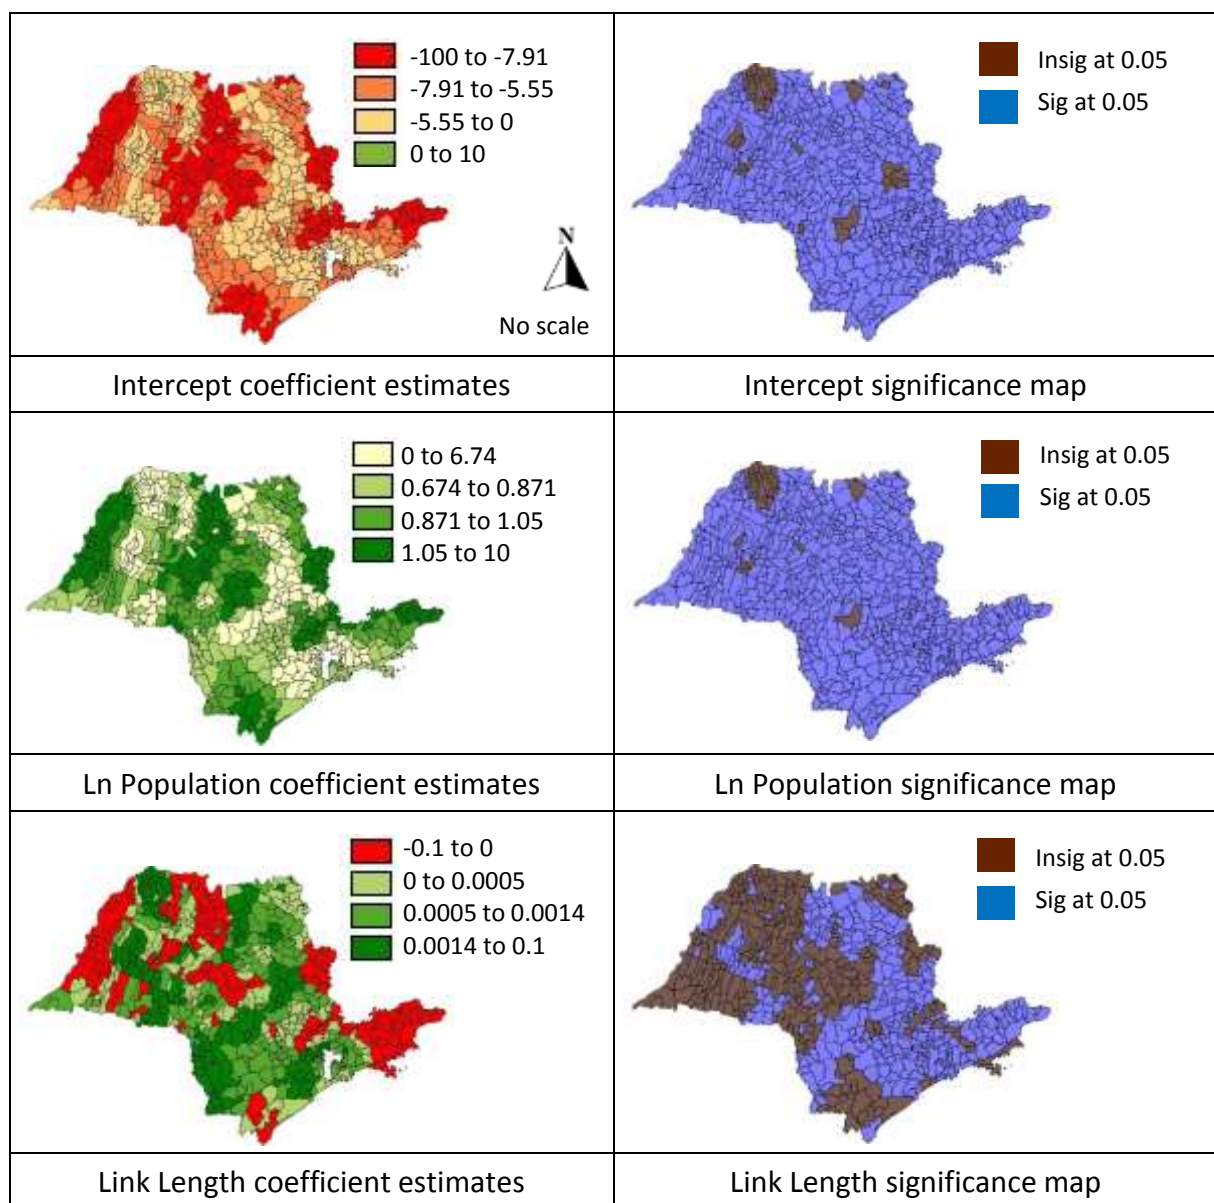 -100 to -7.91
-7.91 to -5.55
-5.55 to 0
0 to 10
N
No scale
Insig at 0.05
Sig at 0.05
Intercept coefficient estimates
Intercept significance map
0 to 6.74
0.674 to 0.871
0.871 to 1.05
1.05 to 10
Insig at 0.05
Sig at 0.05
Ln Population coefficient estimates
Ln Population significance map
-0.1 to 0
0 to 0.0005
0.0005 to 0.0014
0.0014 to 0.1
Insig at 0.05
Sig at 0.05
Link Length coefficient estimates
Link Length significance map